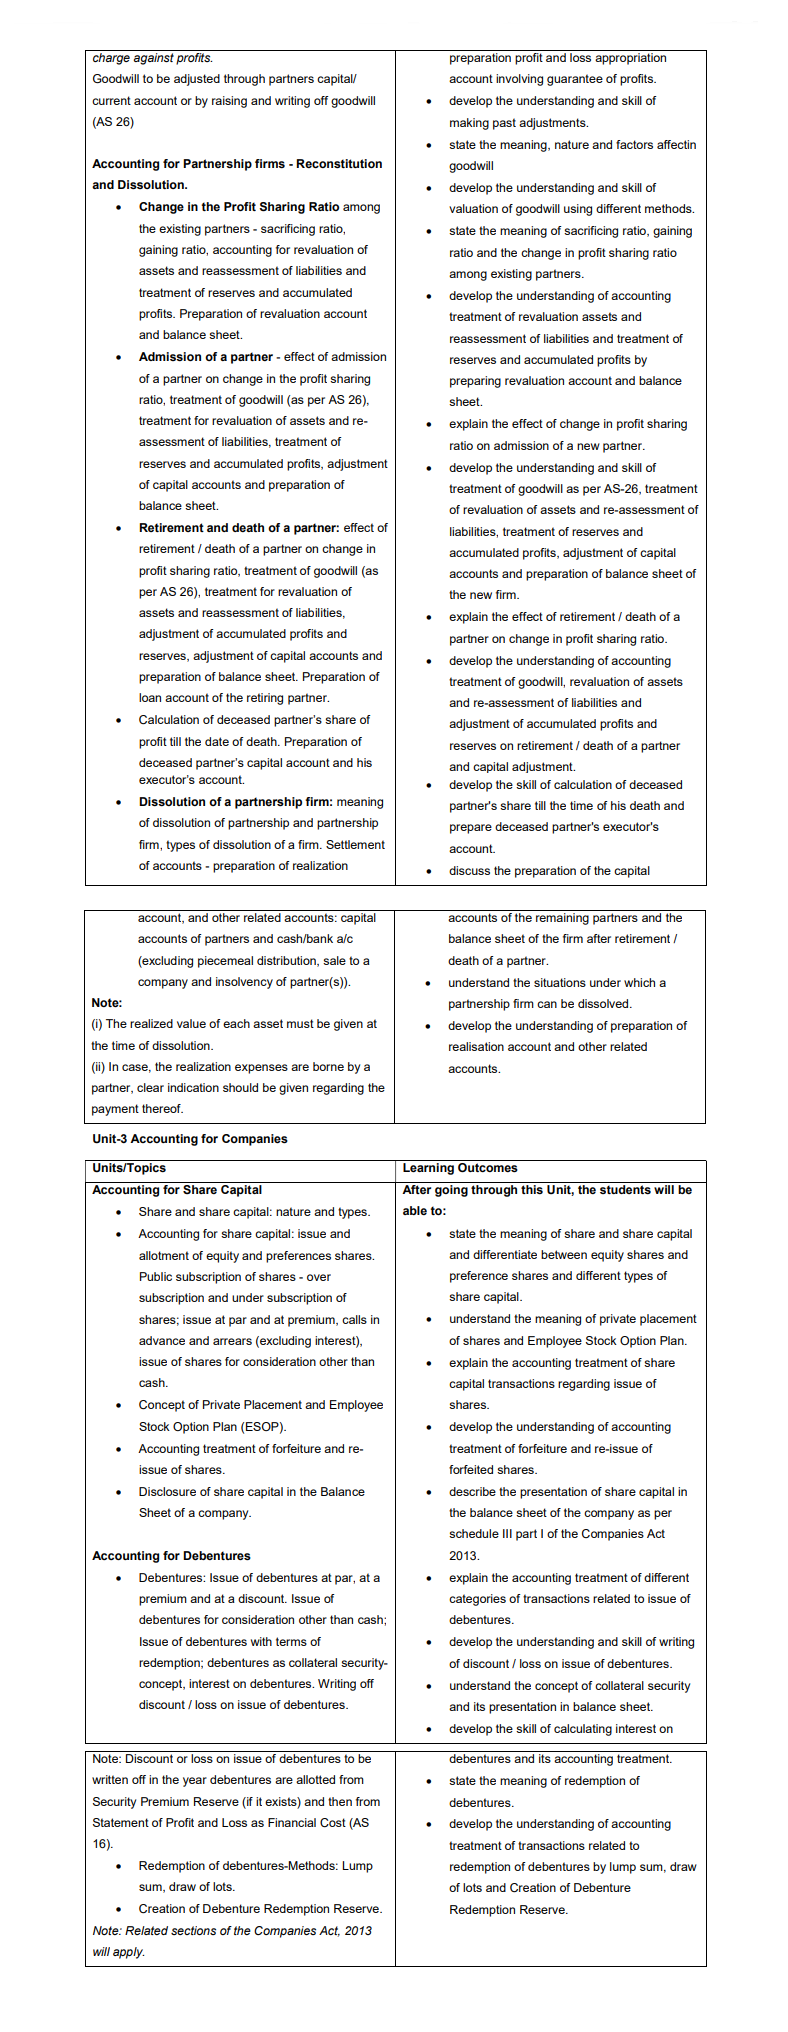 charge against profits.
Goodwill to be adjusted through partners capital/
current account or by raising and writing off goodwill
(AS 26)
Accounting for Partnership firms - Reconstitution
and Dissolution.
• Change in the Profit Sharing Ratio among
the existing partners - sacrificing ratio,
gaining ratio, accounting for revaluation of
assets and reassessment of liabilities and
treatment of reserves and accumulated
profits. Preparation of revaluation account
and balance sheet.
• Admission of a partner - effect of admission
of a partner on change in the profit sharing
ratio, treatment of goodwill (as per AS 26),
treatment for revaluation of assets and re-
assessment of liabilities, treatment of
reserves and accumulated profits, adjustment
of capital accounts and preparation of
balance sheet.
• Retirement and death of a partner: effect of
retirement / death of a partner on change in
profit sharing ratio, treatment of goodwill (as
per AS 26), treatment for revaluation of
assets and reassessment of liabilities,
adjustment of accumulated profits and
reserves, adjustment of capital accounts and
preparation of balance sheet. Preparation of
loan account of the retiring partner.
• Calculation of deceased partner's share of
profit till the date of death. Preparation of
deceased partner's capital account and his
executor's account.
• Dissolution of a partnership firm: meaning
of dissolution of partnership and partnership
firm, types of dissolution of a firm. Settlement
of accounts - preparation of realization
preparation profit and loss appropriation
account involving guarantee of profits.
• develop the understanding and skill of
making past adjustments.
• state the meaning, nature and factors affectin
goodwill
• develop the understanding and skill of
valuation of goodwill using different methods.
• state the meaning of sacrificing ratio, gaining
ratio and the change in profit sharing ratio
among existing partners.
• develop the understanding of accounting
treatment of revaluation assets and
reassessment of liabilities and treatment of
reserves and accumulated profits by
preparing revaluation account and balance
sheet.
• explain the effect of change in profit sharing
ratio on admission of a new partner.
• develop the understanding and skill of
treatment of goodwill as per AS-26, treatment
of revaluation of assets and re-assessment of
liabilities, treatment of reserves and
accumulated profits, adjustment of capital
accounts and preparation of balance sheet of
the new firm.
• explain the effect of retirement / death of a
partner on change in profit sharing ratio.
• develop the understanding of accounting
treatment of goodwill, revaluation of assets
and re-assessment of liabilities and
adjustment of accumulated profits and
reserves on retirement / death of a partner
and capital adjustment.
• develop the skill of calculation of deceased
partner's share till the time of his death and
prepare deceased partner's executor's
account.
• discuss the preparation of the capital
account, and other related accounts: capital
accounts of partners and cash/bank a/c
(excluding piecemeal distribution, sale to a
company and insolvency of partner(s)).
Note:
(i) The realized value of each asset must be given at
the time of dissolution.
(ii) In case, the realization expenses are borne by a
partner, clear indication should be given regarding the
payment thereof.
accounts of the remaining partners and the
balance sheet of the firm after retirement /
death of a partner.
• understand the situations under which a
partnership firm can be dissolved.
• develop the understanding of preparation of
realisation account and other related
accounts.
Unit-3 Accounting for Companies
Units/Topics
Learning Outcomes
Accounting for Share Capital
• Share and share capital: nature and types.
• Accounting for share capital: issue and
allotment of equity and preferences shares.
Public subscription of shares - over
subscription and under subscription of
shares; issue at par and at premium, calls in
advance and arrears (excluding interest),
issue of shares for consideration other than
cash.
• Concept of Private Placement and Employee
Stock Option Plan (ESOP).
• Accounting treatment of forfeiture and re-
issue of shares.
• Disclosure of share capital in the Balance
Sheet of a company.
Accounting for Debentures
• Debentures: Issue of debentures at par, at a
premium and at a discount. Issue of
debentures for consideration other than cash;
Issue of debentures with terms of
redemption; debentures as collateral security-
concept, interest on debentures. Writing off
discount / loss on issue of debentures.
After going through this Unit, the students will be
able to:
• state the meaning of share and share capital
and differentiate between equity shares and
preference shares and different types of
share capital.
• understand the meaning of private placement
of shares and Employee Stock Option Plan.
• explain the accounting treatment of share
capital transactions regarding issue of
shares.
• develop the understanding of accounting
treatment of forfeiture and re-issue of
forfeited shares.
• describe the presentation of share capital in
the balance sheet of the company as per
schedule III part I of the Companies Act
2013.
• explain the accounting treatment of different
categories of transactions related to issue of
debentures.
• develop the understanding and skill of writing
of discount / loss on issue of debentures.
• understand the concept of collateral security
and its presentation in balance sheet.
• develop the skill of calculating interest on
Note: Discount or loss on issue of debentures to be
written off in the year debentures are allotted from
Security Premium Reserve (if it exists) and then from
Statement of Profit and Loss as Financial Cost (AS
16).
• Redemption of debentures-Methods: Lump
sum, draw of lots.
• Creation of Debenture Redemption Reserve.
Note: Related sections of the Companies Act, 2013
will apply.
debentures and its accounting treatment.
• state the meaning of redemption of
debentures.
• develop the understanding of accounting
treatment of transactions related to
redemption of debentures by lump sum, draw
of lots and Creation of Debenture
Redemption Reserve.